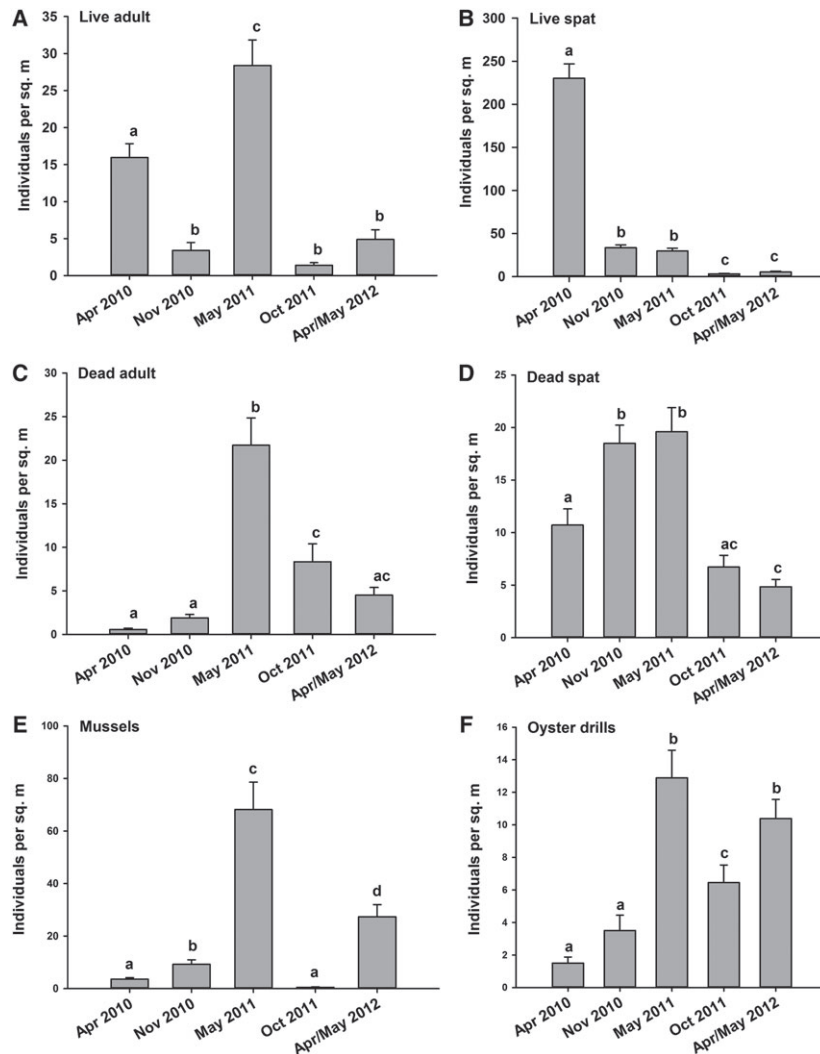 A Live adult
Individuals per sq. m
35
30
25
20
15
10
5
0
a
b
c
b
b
Apr 2010
Nov 2010
May 2011
Oct 2011
Apr/May 2012
B Live spat
Individuals per sq. m
300
250
200
150
100
50
0
a
b
b
c
c
Apr 2010
Nov 2010
May 2011
Oct 2011
Apr/May 2012
C Dead adult
Individuals per sq. m
30
25
20
15
10
5
0
a
a
b
c
ac
Apr 2010
Nov 2010
May 2011
Oct 2011
Apr/May 2012
D Dead spat
Individuals per sq. m
25
20
15
10
5
0
a
b
b
ac
c
Apr 2010
Nov 2010
May 2011
Oct 2011
Apr/May 2012
E Mussels
Individuals per sq. m
100
80
60
40
20
0
a
b
c
a
d
Apr 2010
Nov 2010
May 2011
Oct 2011
Apr/May 2012
F Oyster drills
Individuals per sq. m
16
14
12
10
8
6
4
2
0
a
a
b
c
b
Apr 2010
Nov 2010
May 2011
Oct 2011
Apr/May 2012